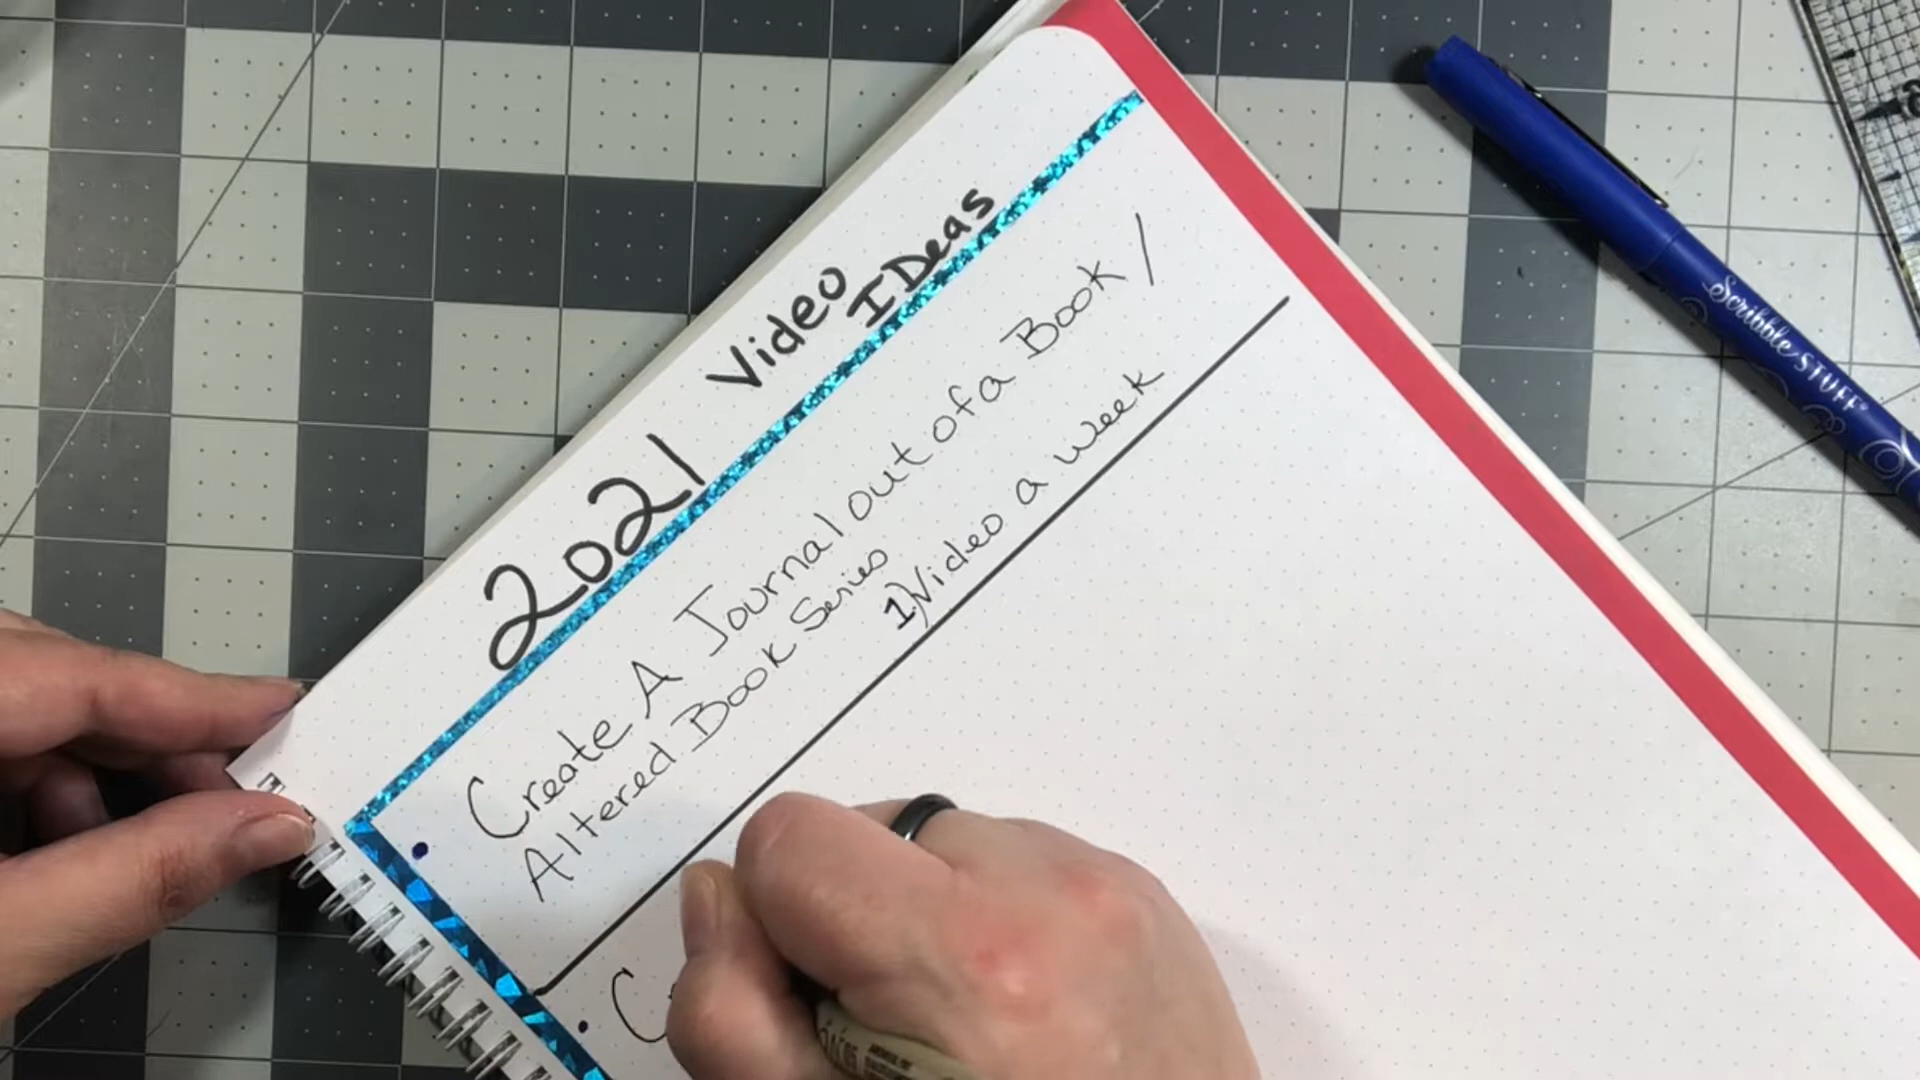 2021 Video
IDeas
Create A Journal out of a Book /
Altered Book Series
1) Video a week
C
Scribble STUFF